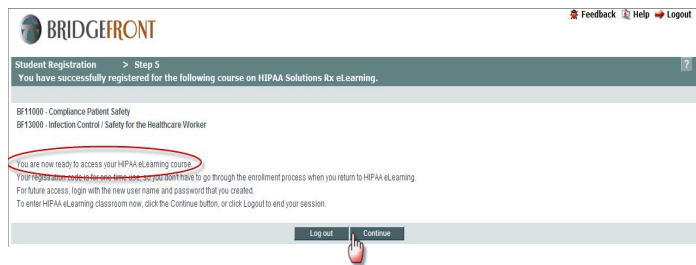 Feedback Help Logout
BRIDGEFRONT
Student Registration > Step 5
?
You have successfully registered for the following course on HIPAA Solutions Rx eLearning.
BF11000 - Compliance Patient Safety
BF13000 - Infection Control / Safety for the Healthcare Worker
You are now ready to access your HIPAA eLearning course.
Your registration code is for one time use, so you don't have to go through the enrollment process when you return to HIPAA eLearning.
For future access, login with the new user name and password that you created.
To enter HIPAA eLearning classroom now, click the Continue button, or click Logout to end your session.
Log out Continue